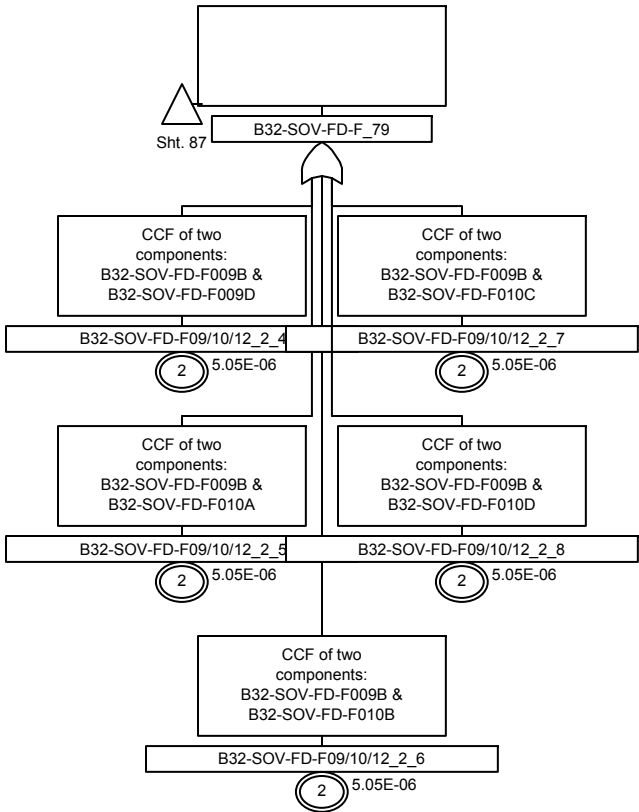 Sht. 87
B32-SOV-FD-F_79
CCF of two
components:
B32-SOV-FD-F009B &
B32-SOV-FD-F009D
B32-SOV-FD-F09/10/12_2_4
2
5.05E-06
CCF of two
components:
B32-SOV-FD-F009B &
B32-SOV-FD-F010C
B32-SOV-FD-F09/10/12_2_7
2
5.05E-06
CCF of two
components:
B32-SOV-FD-F009B &
B32-SOV-FD-F010A
B32-SOV-FD-F09/10/12_2_5
2
5.05E-06
CCF of two
components:
B32-SOV-FD-F009B &
B32-SOV-FD-F010D
B32-SOV-FD-F09/10/12_2_8
2
5.05E-06
CCF of two
components:
B32-SOV-FD-F009B &
B32-SOV-FD-F010B
B32-SOV-FD-F09/10/12_2_6
2
5.05E-06